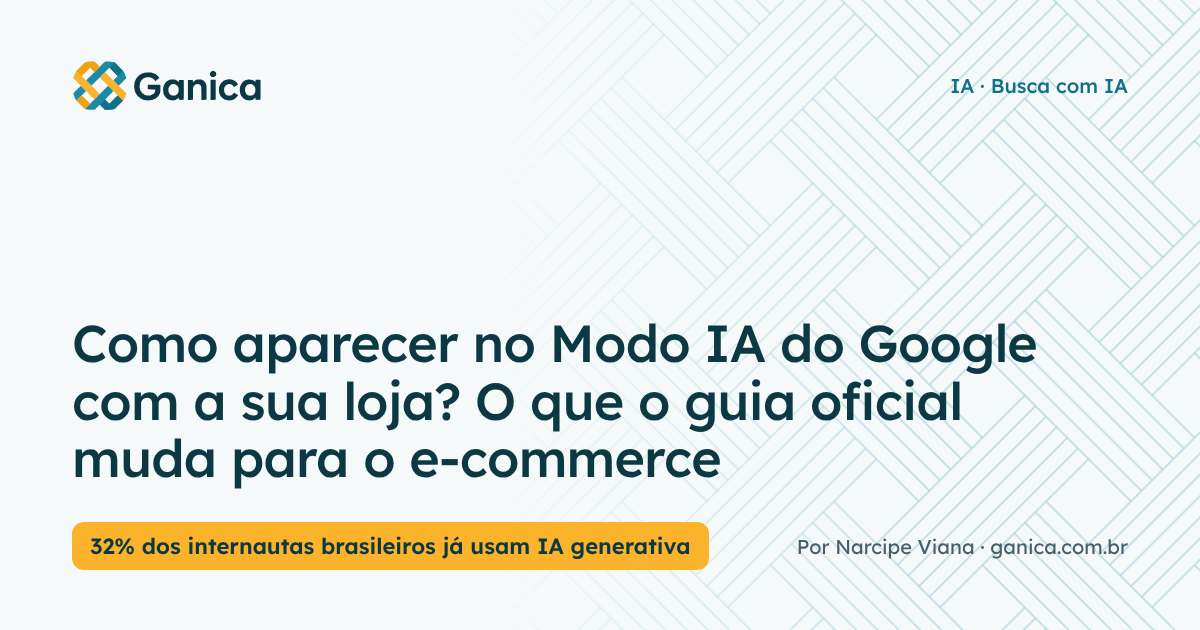 Ganica
IA · Busca com IA
Como aparecer no Modo IA do Google
com a sua loja? O que o guia oficial
muda para o e-commerce
32% dos internautas brasileiros já usam IA generativa
Por Narcipe Viana · ganica.com.br